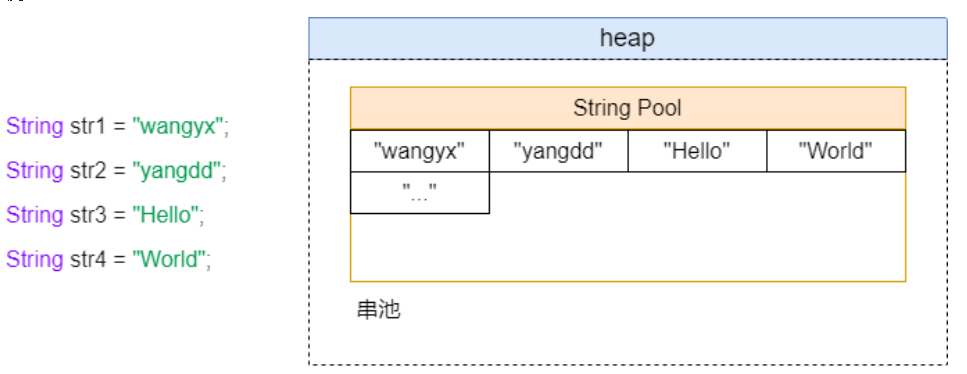 heap
String Pool
String str1 = "wangyx";
String str2 = "yangdd";
String str3 = "Hello";
String str4 = "World";
"wangyx" "yangdd" "Hello" "World"
"..."
串池